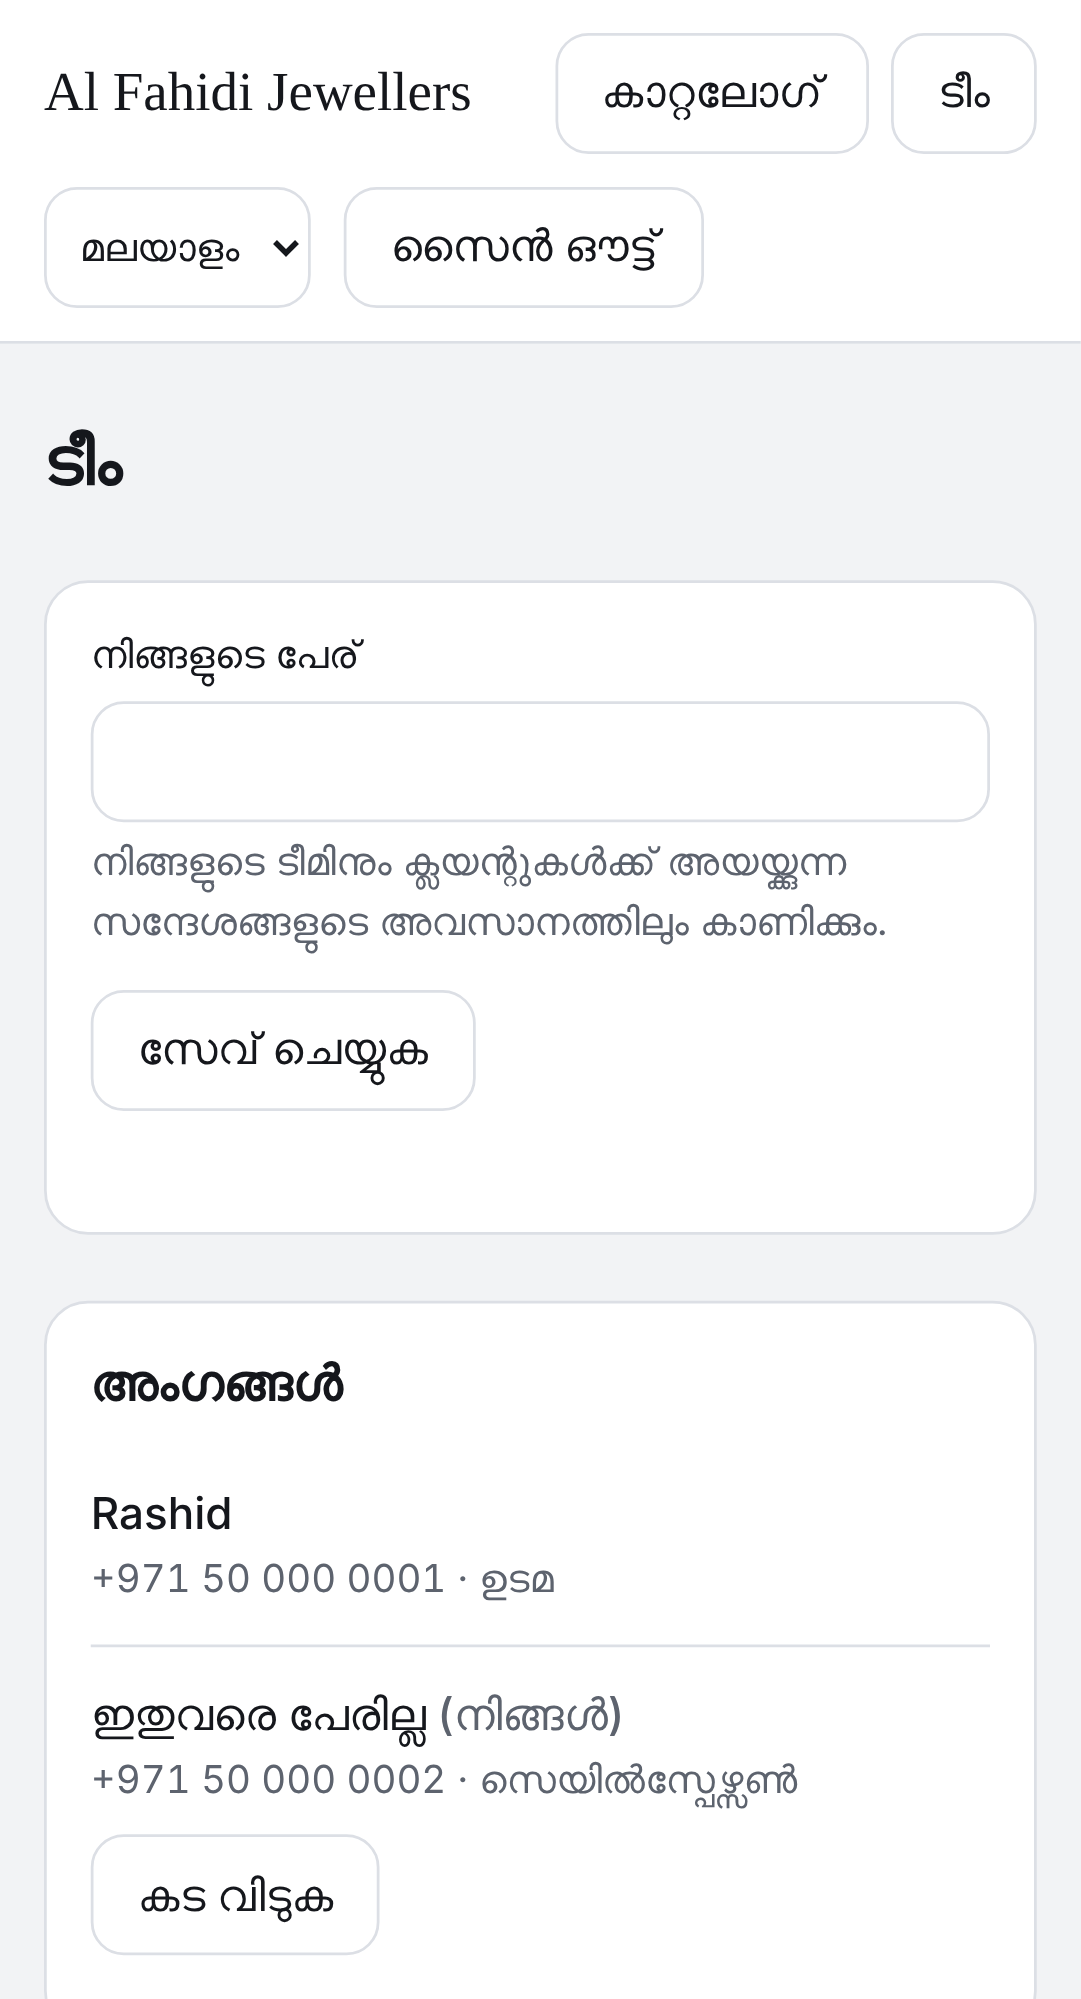 Al Fahidi Jewellers
കാറ്റലോഗ്
ടീം
മലയാളം
സൈൻ ഔട്ട്
ടീം
നിങ്ങളുടെ പേര്
നിങ്ങളുടെ ടീമിനും ക്ലയന്റുകൾക്ക് അയയ്ക്കുന്ന
സന്ദേശങ്ങളുടെ അവസാനത്തിലും കാണിക്കും.
സേവ് ചെയ്യുക
അംഗങ്ങൾ
Rashid
+971 50 000 0001 · ഉടമ
ഇതുവരെ പേരില്ല (നിങ്ങൾ)
+971 50 000 0002 · സെയിൽസ്പേഴ്സൺ
കട വിടുക